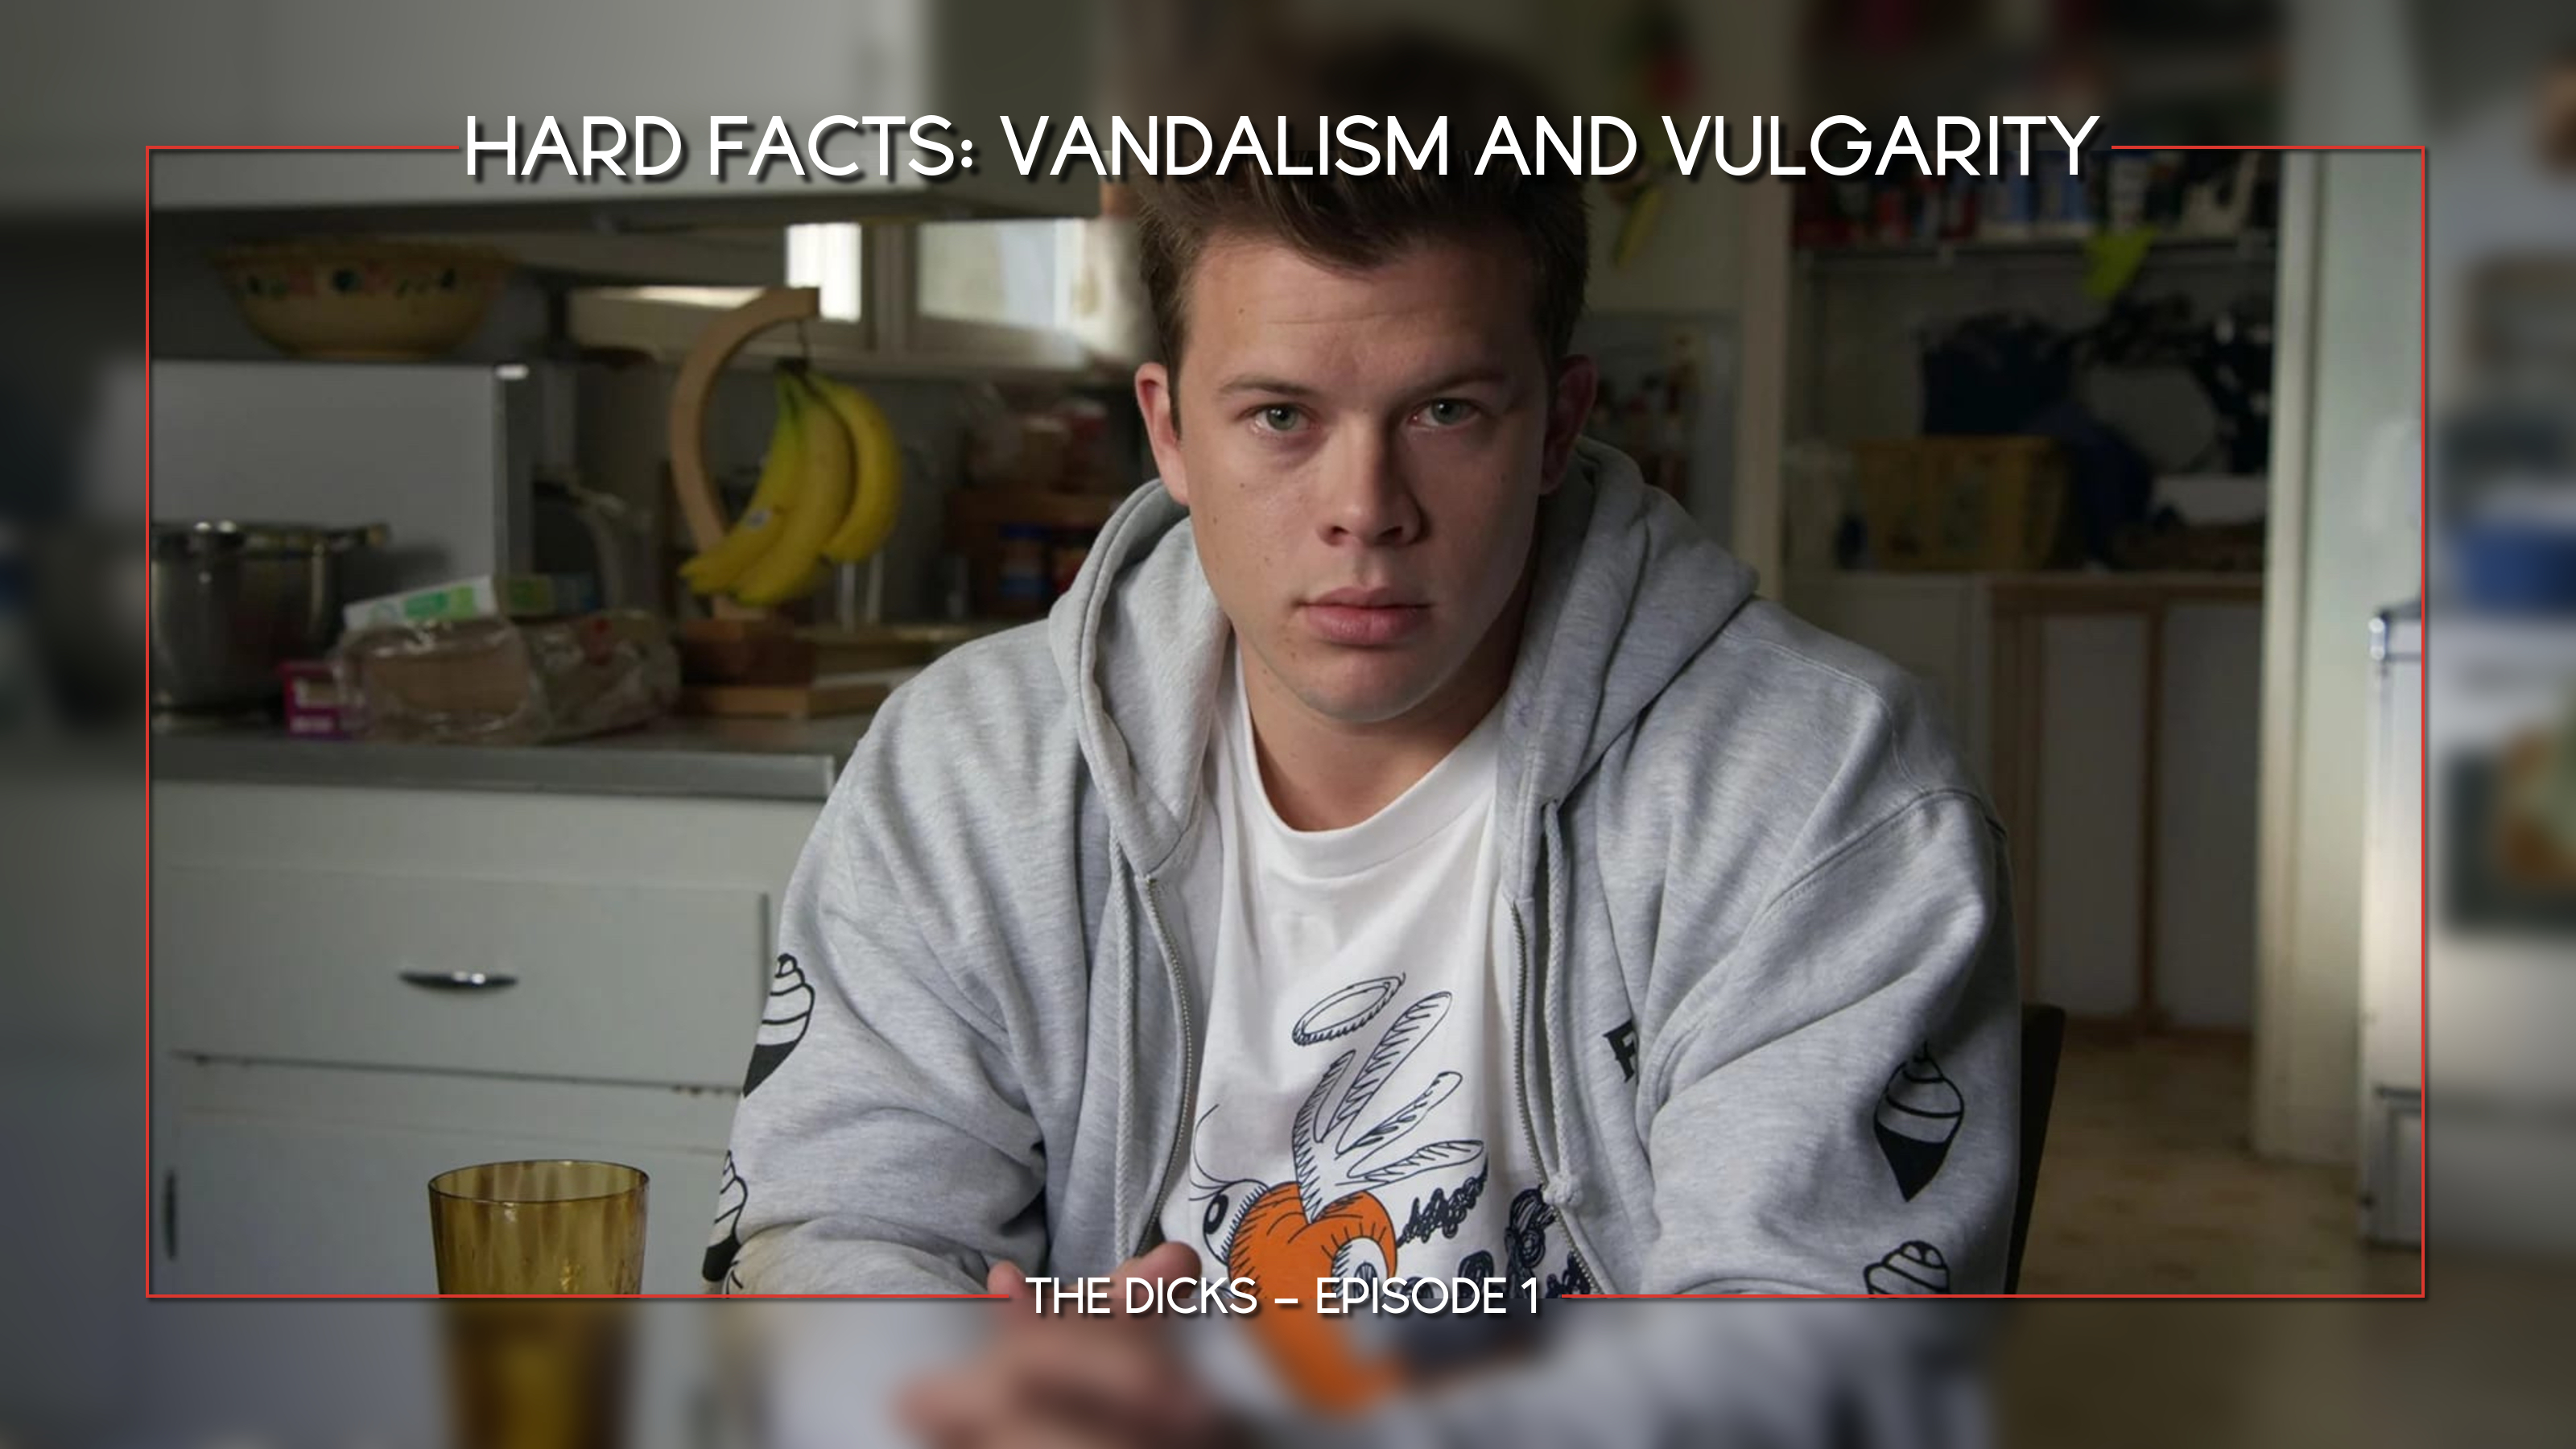 HARD FACTS: VANDALISM AND VULGARITY
THE DICKS – EPISODE 1